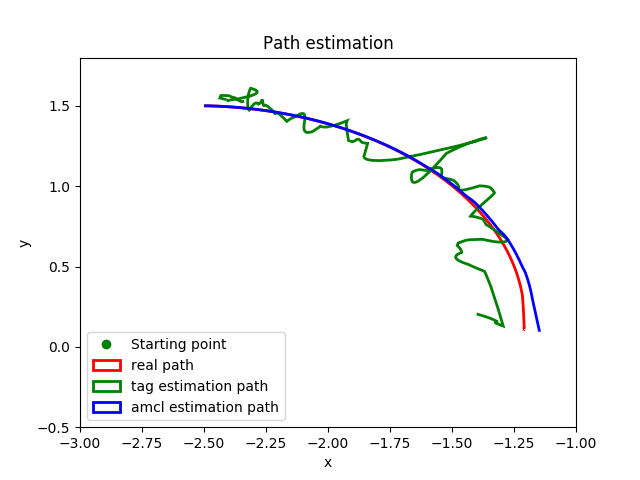 Path estimation
1.5
1.0
0.5
0.0
−0.5
y
−3.00 −2.75 −2.50 −2.25 −2.00 −1.75 −1.50 −1.25 −1.00
x
Starting point
real path
tag estimation path
amcl estimation path